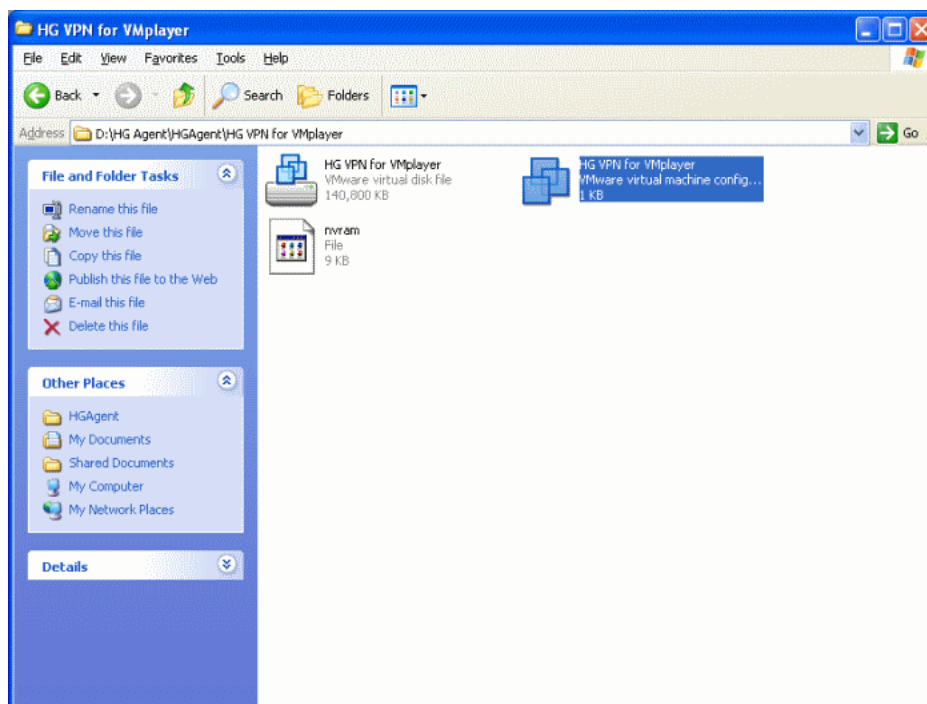 HG VPN for VMplayer
File Edit View Favorites Tools Help
Back Search Folders
Address D:\HG Agent\HGAgent\HG VPN for VMplayer Go
File and Folder Tasks
Rename this file
Move this file
Copy this file
Publish this file to the Web
E-mail this file
Delete this file
Other Places
HGAgent
My Documents
Shared Documents
My Computer
My Network Places
Details
HG VPN for VMplayer
VMware virtual disk file
140,800 KB
HG VPN for VMplayer
VMware virtual machine config...
1 KB
nvram
File
9 KB